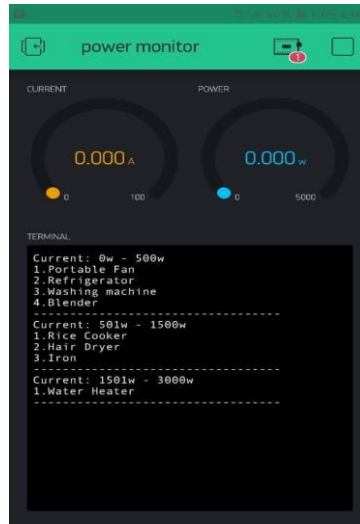 power monitor
1
CURRENT
POWER
0.000 A
0.000 w
0 100
0 5000
TERMINAL
Current: 0w - 500w
1.Portable Fan
2.Refrigerator
3.Washing machine
4.Blender
-----------------------------------
Current: 501w - 1500w
1.Rice Cooker
2.Hair Dryer
3.Iron
-----------------------------------
Current: 1501w - 3000w
1.Water Heater
-----------------------------------